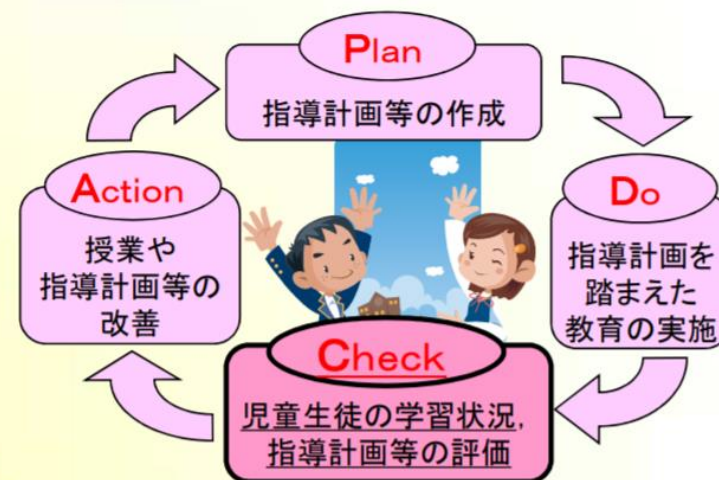 Plan
指導計画等の作成
Do
指導計画を
踏まえた
教育の実施
Check
児童生徒の学習状況,
指導計画等の評価
Action
授業や
指導計画等の
改善